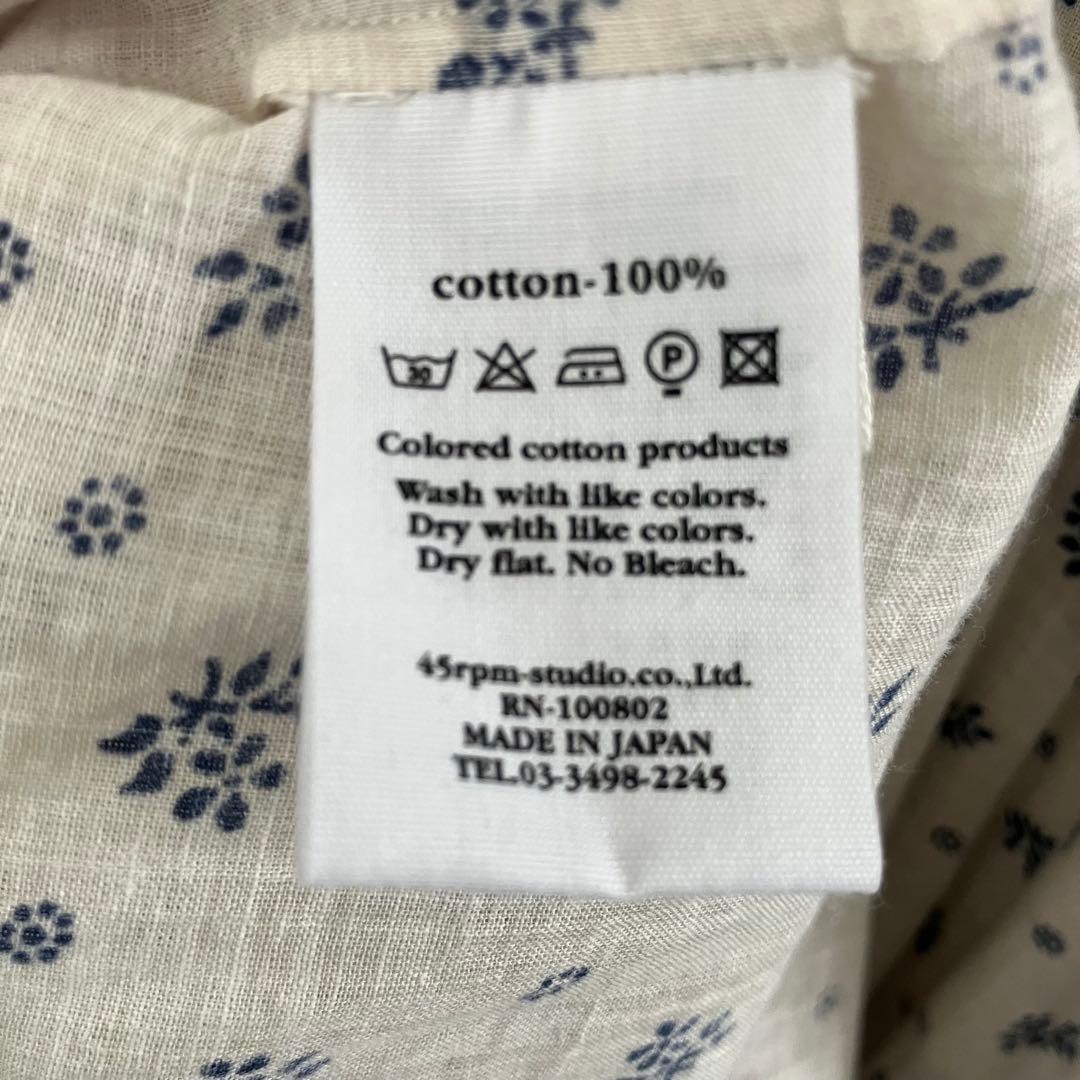 cotton-100%
30 P
Colored cotton products
Wash with like colors.
Dry with like colors.
Dry flat. No Bleach.
45rpm-studio.co.,Ltd.
RN-100802
MADE IN JAPAN
TEL.03-3498-2245